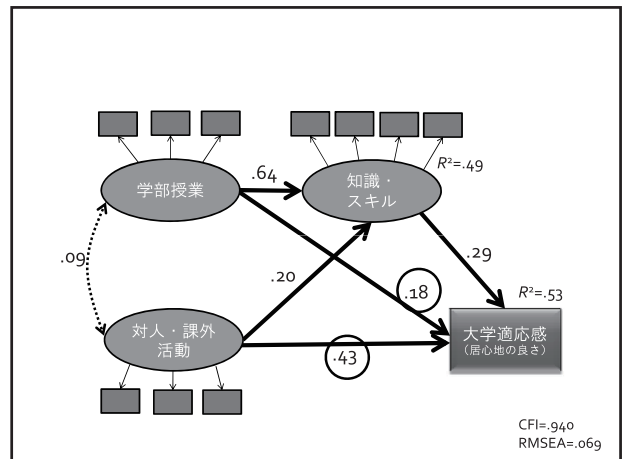 学部授業
.64
知識・
スキル
R²=.49
.09
.20
.18
.29
R²=.53
対人・課外
活動
.43
大学適応感
(居心地の良さ)
CFI=.940
RMSEA=.069